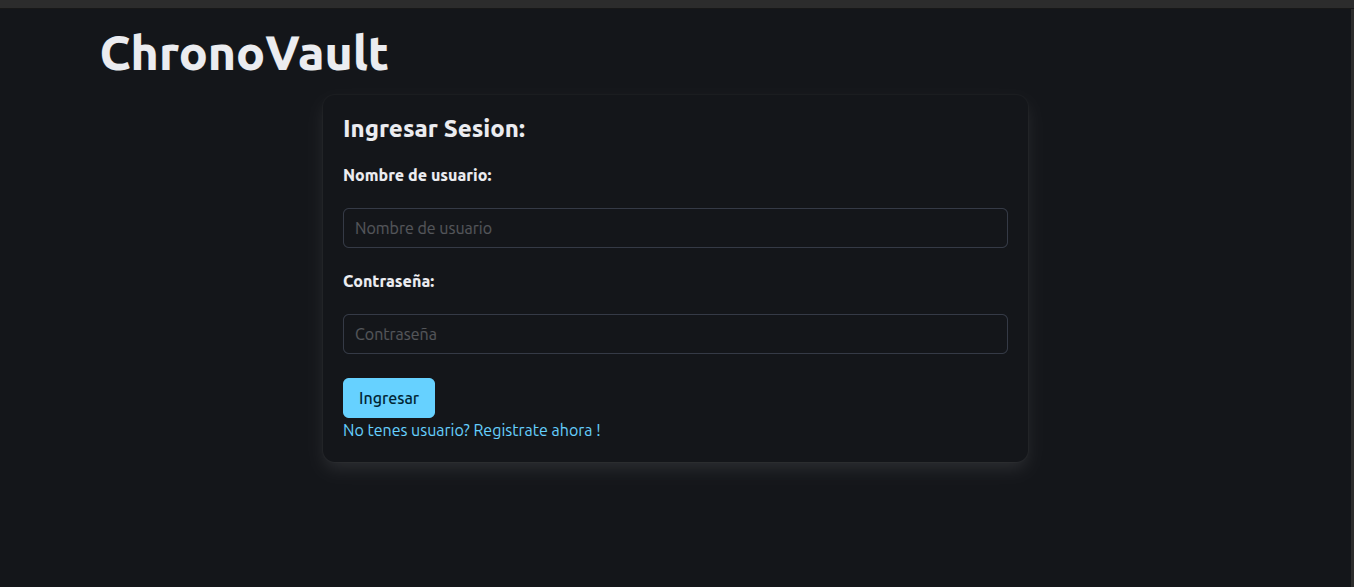 ChronoVault
Ingresar Sesion:
Nombre de usuario:
Nombre de usuario
Contraseña:
Contraseña
Ingresar
No tenes usuario? Registrate ahora !